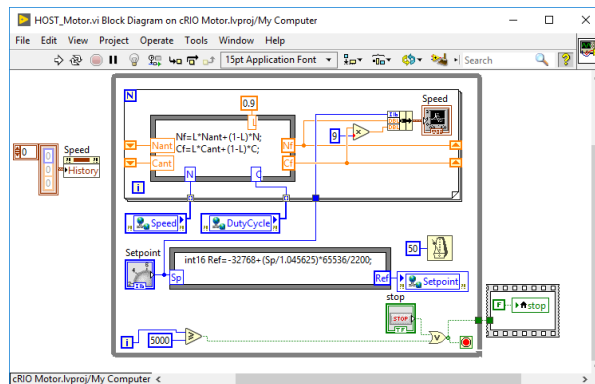 HOST_Motor.vi Block Diagram on cRIO Motor.lvproj/My Computer
File Edit View Project Operate Tools Window Help
15pt Application Font
Search
?
N
0.9
L
Speed
Nf=L*Nant+(1-L)*N;
Cf=L*Cant+(1-L)*C;
9
x
Nant
Nf
Cant
Cf
0
0
0
0
Speed
History
N
C
i
Speed
DutyCycle
Setpoint
int16 Ref=-32768+(Sp/1.045625)*65536/2200;
50
Sp
Ref
Setpoint
stop
STOP
TF
F
stop
i
5000
≥
V
cRIO Motor.lvproj/My Computer